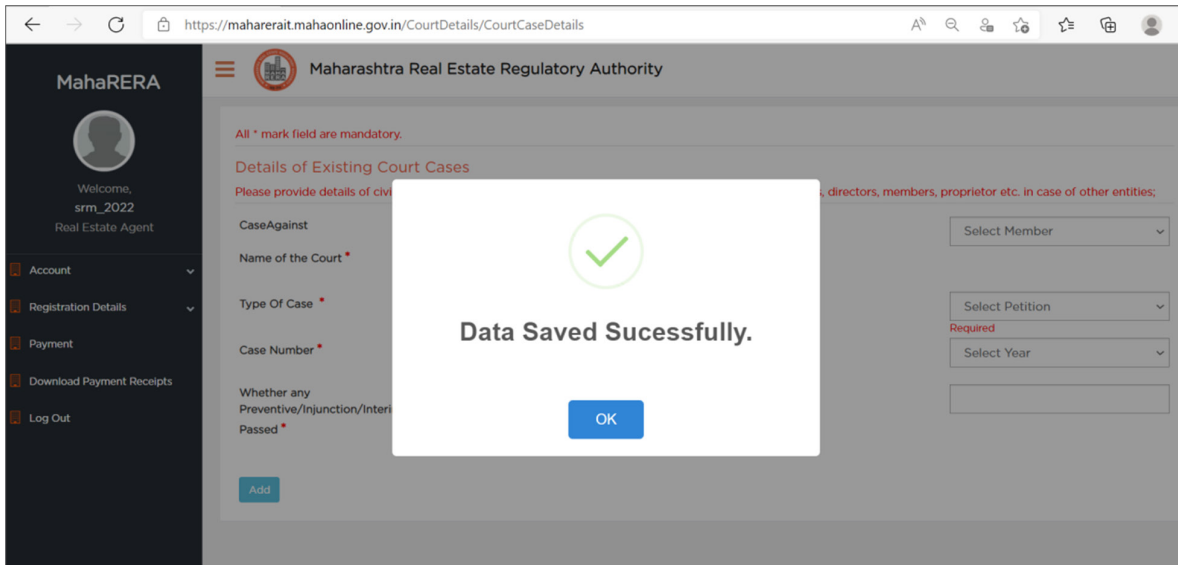 https://maharerait.mahaonline.gov.in/CourtDetails/CourtCaseDetails
MahaRERA
Maharashtra Real Estate Regulatory Authority
Welcome,
srm_2022
Real Estate Agent
Account
Registration Details
Payment
Download Payment Receipts
Log Out
All * mark field are mandatory.
Details of Existing Court Cases
Please provide details of civi , directors, members, proprietor etc. in case of other entities;
CaseAgainst
Select Member
Name of the Court *
Type Of Case *
Select Petition
Required
Case Number *
Select Year
Whether any
Preventive/Injunction/Interi
Passed *
Add
Data Saved Sucessfully.
OK